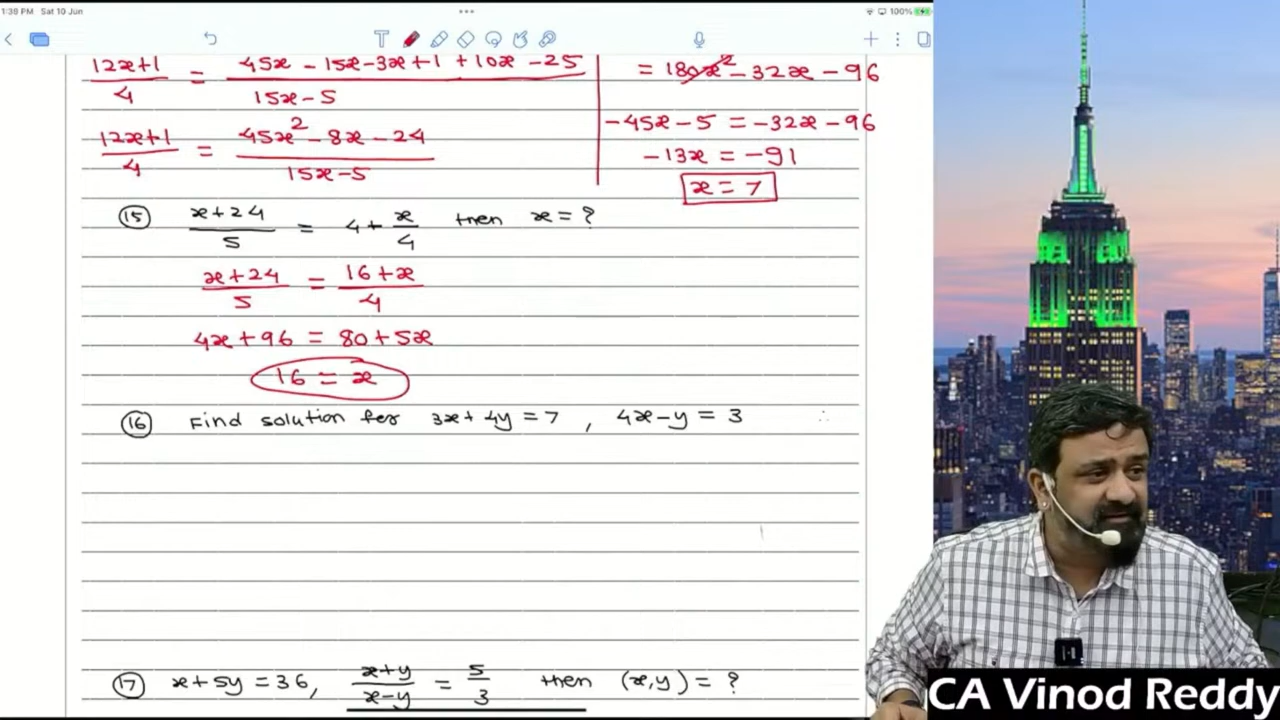 1:38 PM Sat 10 Jun
100%
12x+1/4 = 45x - 15x-3x+1 +10x -25/15x-5
12x+1/4 = 45x² -8x -24/15x-5
= 180x² -32x -96
-45x -5 = -32x -96
-13x = -91
x = 7
(15) x+24/5 = 4+ x/4 then x = ?
x+24/5 = 16+x/4
4x+96 = 80+5x
16 = x
(16) Find solution for 3x+4y = 7 , 4x-y = 3
(17) x+5y = 36, x+y/x-y = 5/3 then (x,y) = ?
CA Vinod Reddy